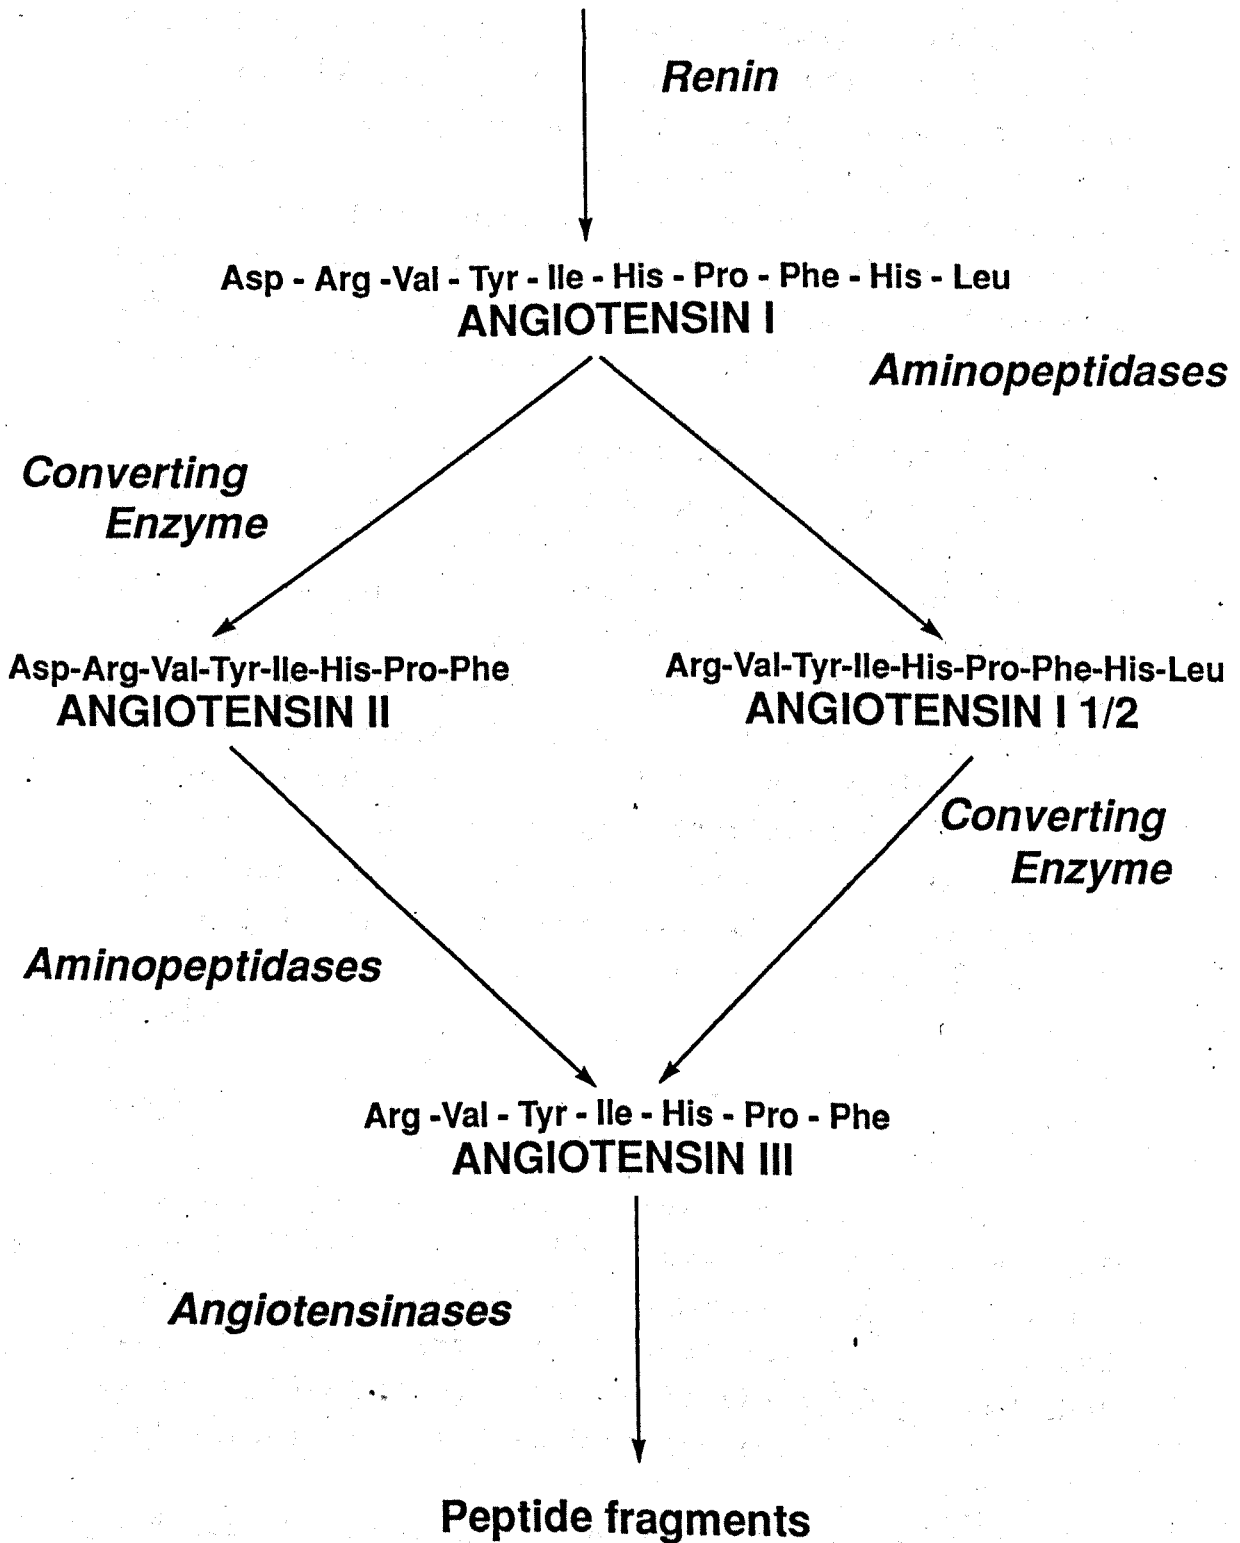 Renin
Asp - Arg -Val - Tyr - Ile - His - Pro - Phe - His - Leu
ANGIOTENSIN I
Aminopeptidases
Converting
Enzyme
Asp-Arg-Val-Tyr-Ile-His-Pro-Phe
ANGIOTENSIN II
Arg-Val-Tyr-Ile-His-Pro-Phe-His-Leu
ANGIOTENSIN I 1/2
Converting
Enzyme
Aminopeptidases
Arg -Val - Tyr - Ile - His - Pro - Phe
ANGIOTENSIN III
Angiotensinases
Peptide fragments